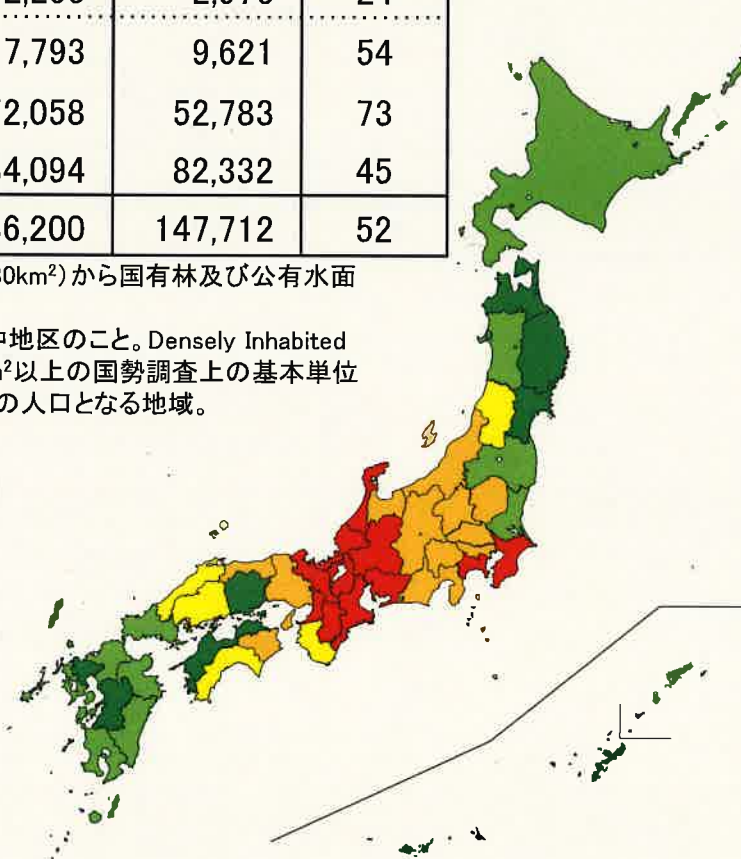 7,793 9,621 54
2,058 52,783 73
4,094 82,332 45
6,200 147,712 52
0km²)から国有林及び公有水面
中地区のこと。Densely Inhabited
m²以上の国勢調査上の基本単位
の人口となる地域。